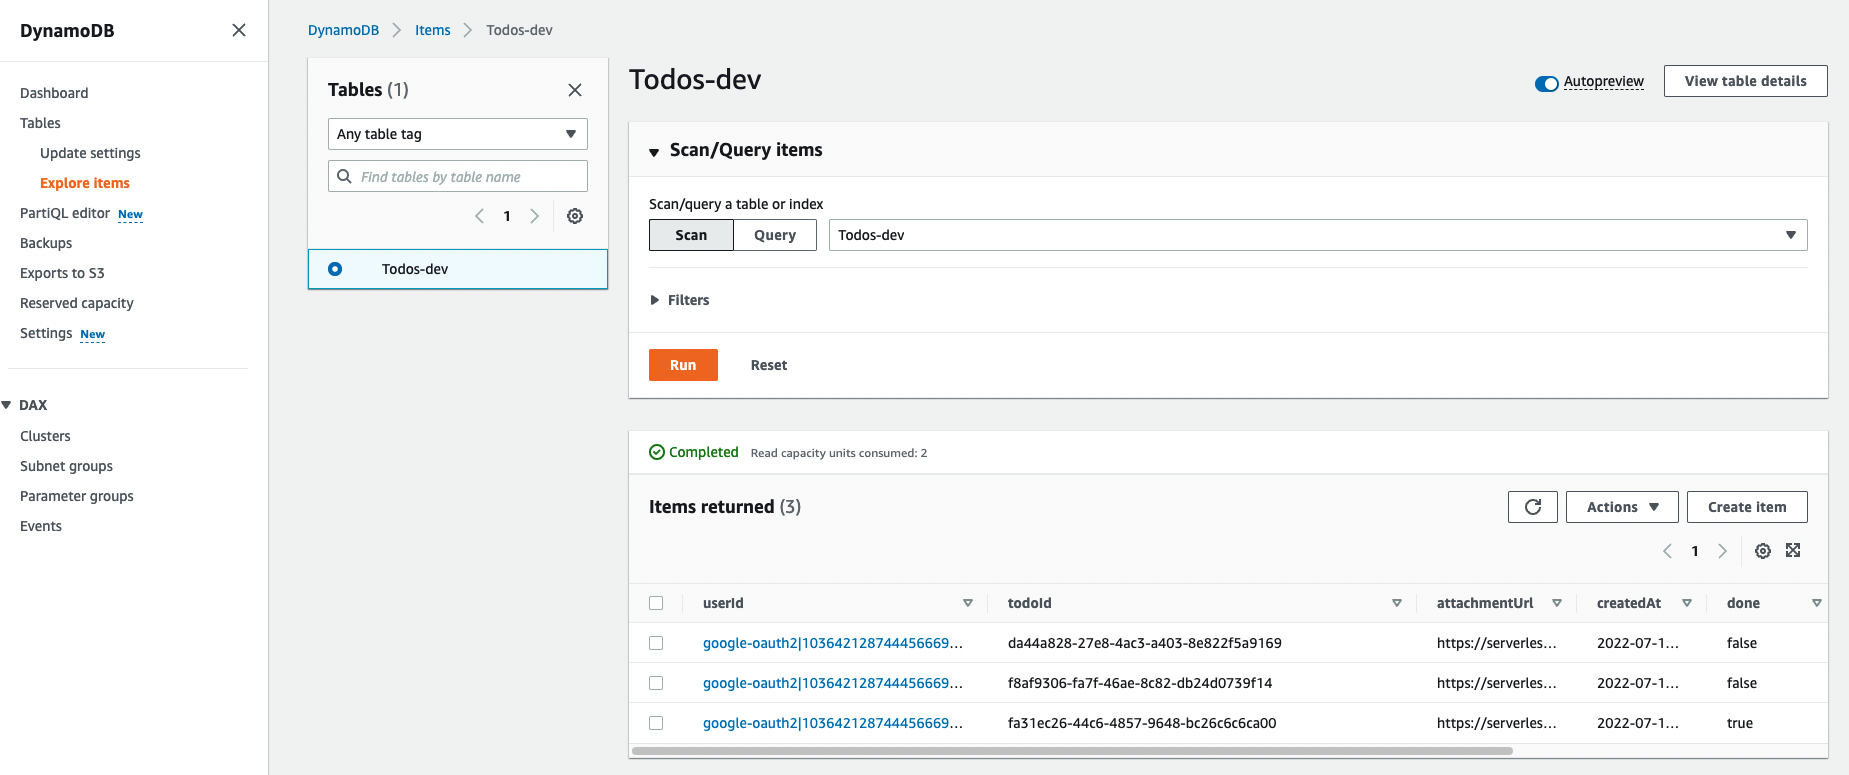 DynamoDB
Dashboard
Tables
Update settings
Explore items
PartiQL editor New
Backups
Exports to S3
Reserved capacity
Settings New
DAX
Clusters
Subnet groups
Parameter groups
Events
DynamoDB Items Todos-dev
Tables (1)
Any table tag
Find tables by table name
1
Todos-dev
Todos-dev
Autopreview
View table details
Scan/Query items
Scan/query a table or index
Scan Query Todos-dev
Filters
Run Reset
Completed Read capacity units consumed: 2
Items returned (3)
Actions Create item
1
userId todoId attachmentUrl createdAt done
google-oauth2|103642128744456669... da44a828-27e8-4ac3-a403-8e822f5a9169 https://serverles... 2022-07-1... false
google-oauth2|103642128744456669... f8af9306-fa7f-46ae-8c82-db24d0739f14 https://serverles... 2022-07-1... false
google-oauth2|103642128744456669... fa31ec26-44c6-4857-9648-bc26c6c6ca00 https://serverles... 2022-07-1... true